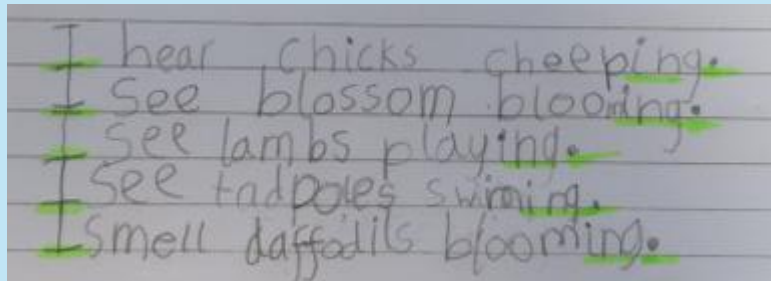 I hear chicks cheeping.
I see blossom blooming.
I see lambs playing.
I see tadpoles swiming.
I smell daffodils blooming.